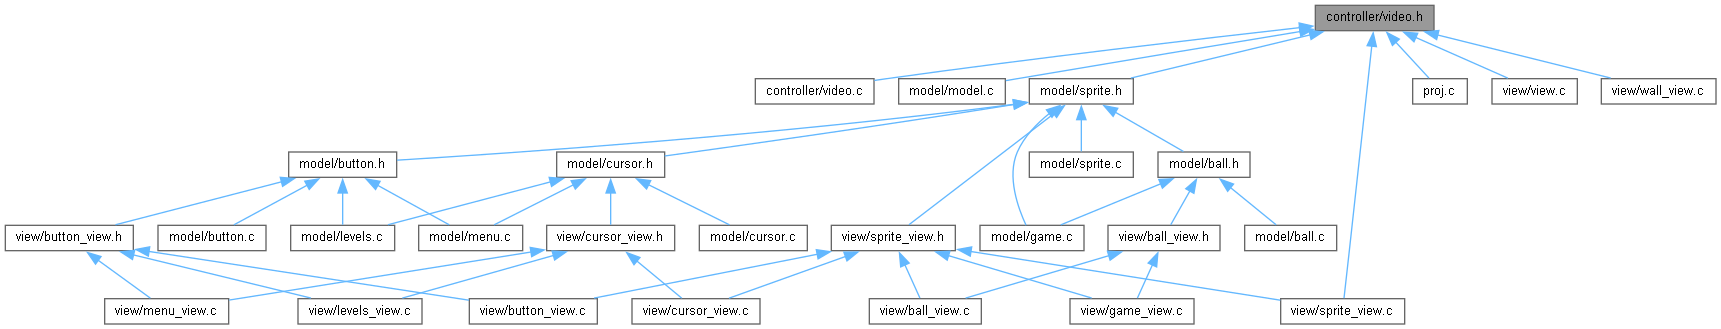 controller/video.h
controller/video.c
model/model.c
model/sprite.h
proj.c
view/view.c
view/wall_view.c
model/button.h
model/cursor.h
model/sprite.c
model/ball.h
view/button_view.h
model/button.c
model/levels.c
model/menu.c
view/cursor_view.h
model/cursor.c
view/sprite_view.h
model/game.c
view/ball_view.h
model/ball.c
view/menu_view.c
view/levels_view.c
view/button_view.c
view/cursor_view.c
view/ball_view.c
view/game_view.c
view/sprite_view.c